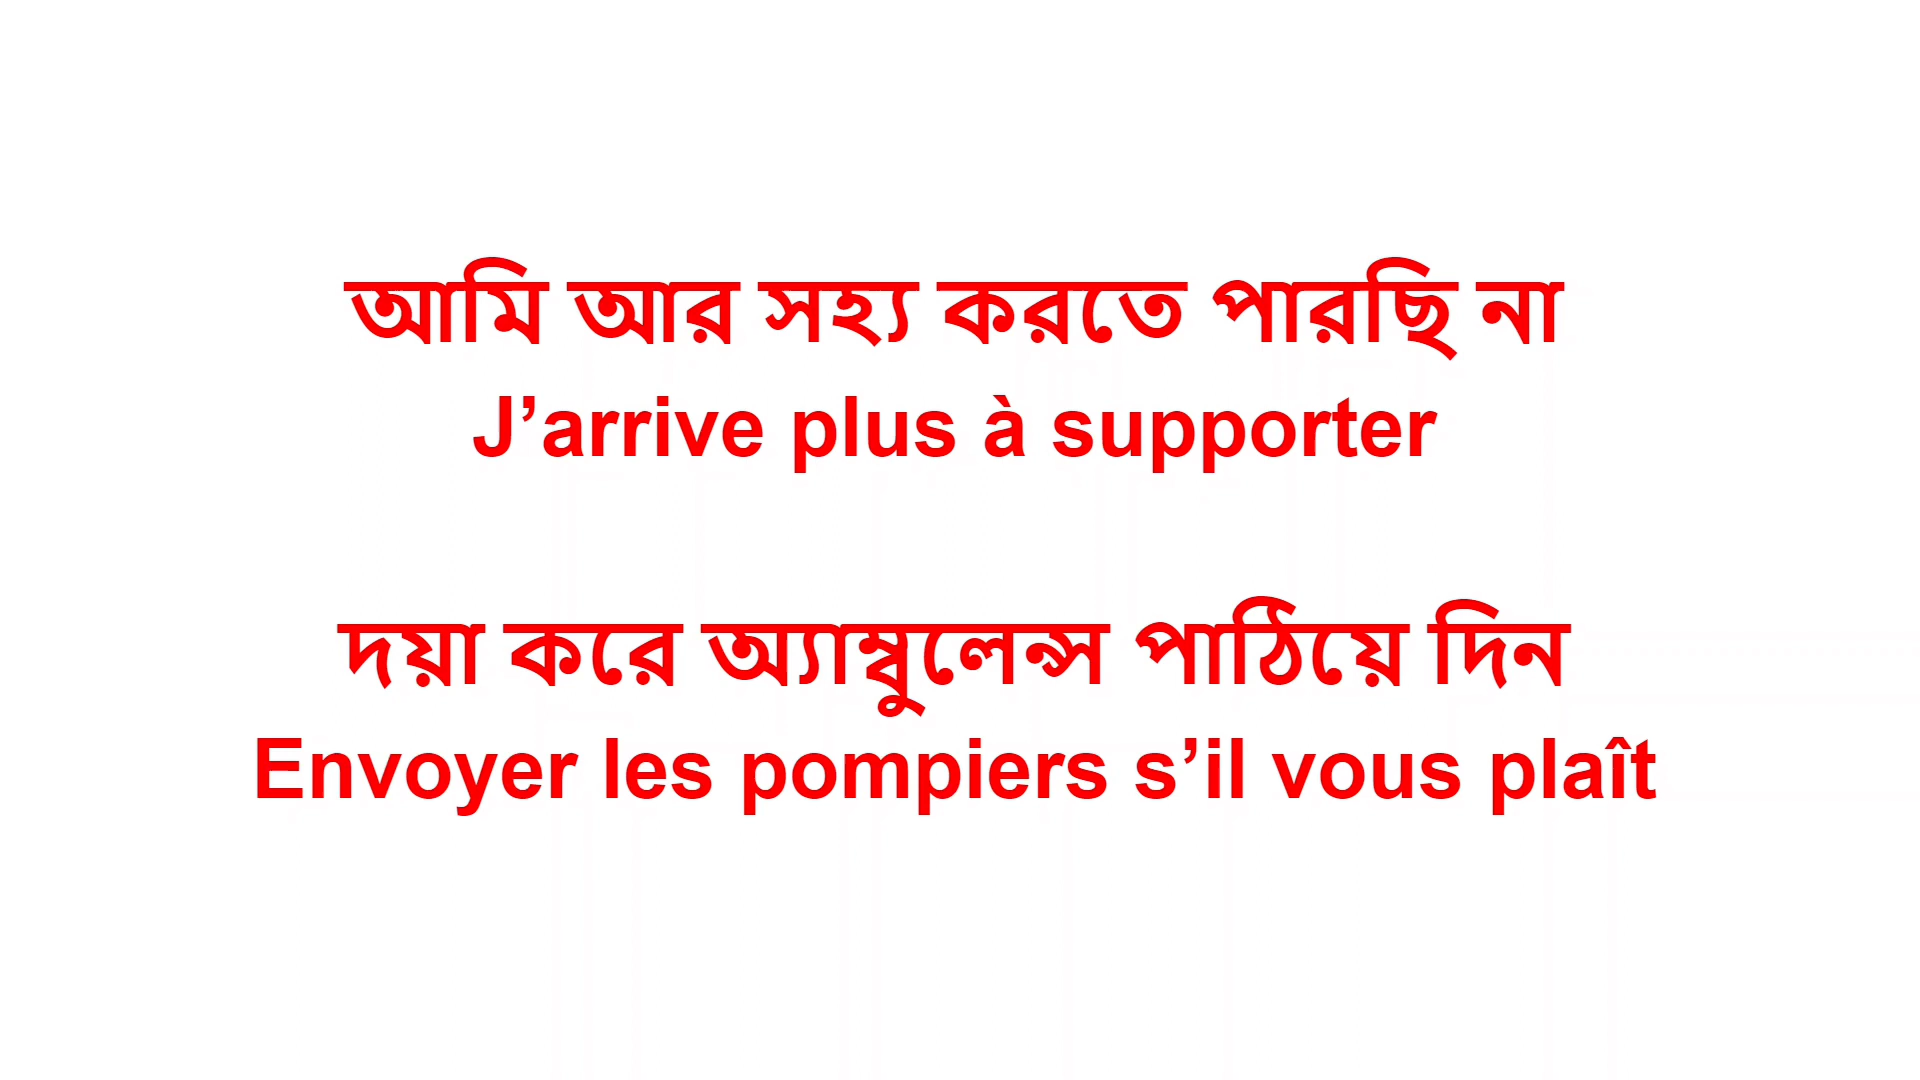 আমি আর সহ্য করতে পারছি না
J’arrive plus à supporter
দয়া করে অ্যাম্বুলেন্স পাঠিয়ে দিন
Envoyer les pompiers s’il vous plaît